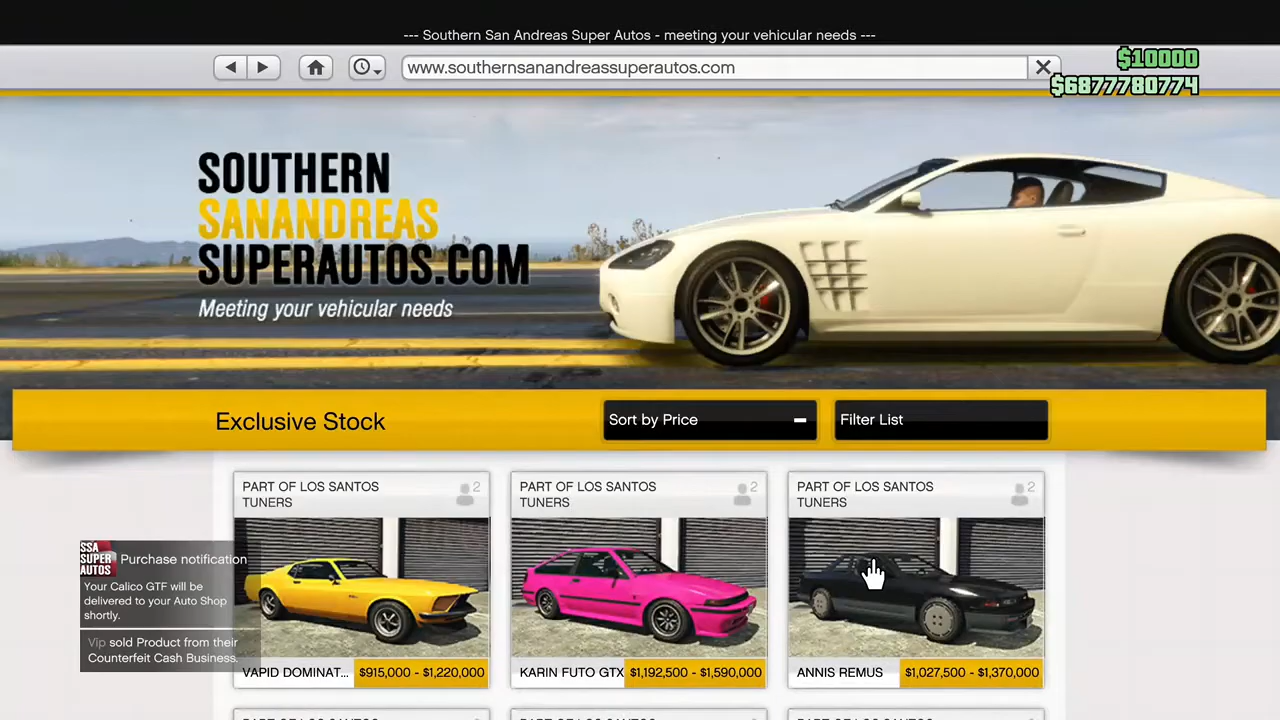 --- Southern San Andreas Super Autos - meeting your vehicular needs ---
www.southernsanandreassuperautos.com
$10000
$6877780774
SOUTHERN
SANANDREAS
SUPERAUTOS.COM
Meeting your vehicular needs
Exclusive Stock
Sort by Price
Filter List
PART OF LOS SANTOS
TUNERS
2
PART OF LOS SANTOS
TUNERS
2
PART OF LOS SANTOS
TUNERS
2
SSA
SUPER
AUTOS
Purchase notification
Your Calico GTF will be
delivered to your Auto Shop
shortly.
Vip sold Product from their
Counterfeit Cash Business.
VAPID DOMINAT... $915,000 - $1,220,000
KARIN FUTO GTX $1,192,500 - $1,590,000
ANNIS REMUS $1,027,500 - $1,370,000